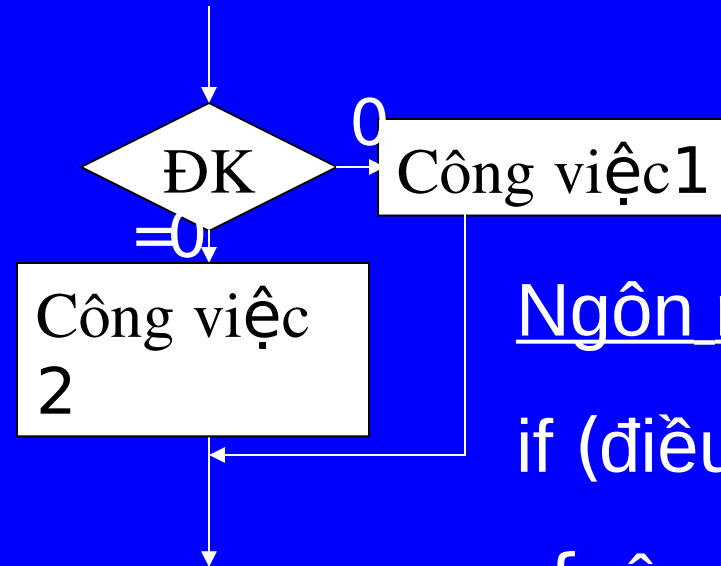 0
ĐK
Công việc1
=0
Công việc
2
Ngôn
if (điều